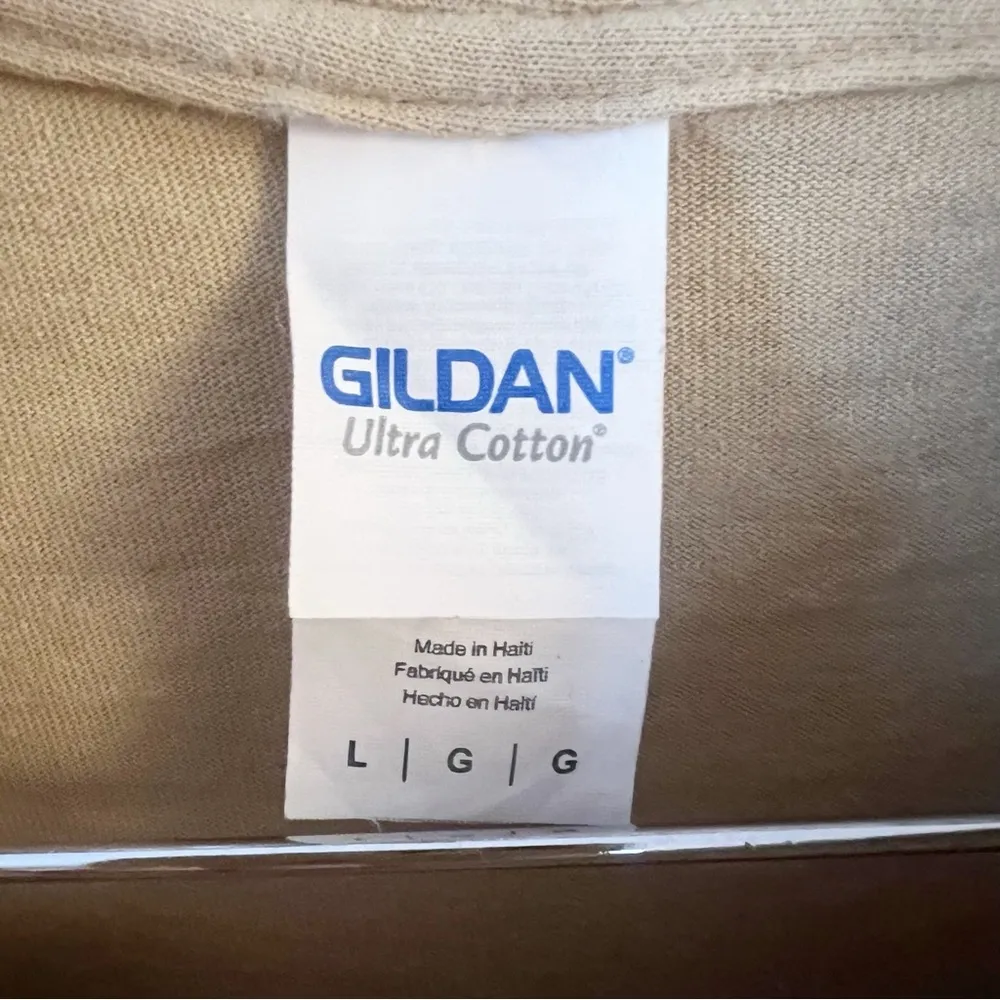 GILDAN®
Ultra Cotton®
Made in Haiti
Fabriqué en Haïti
Hecho en Haití
L | G | G